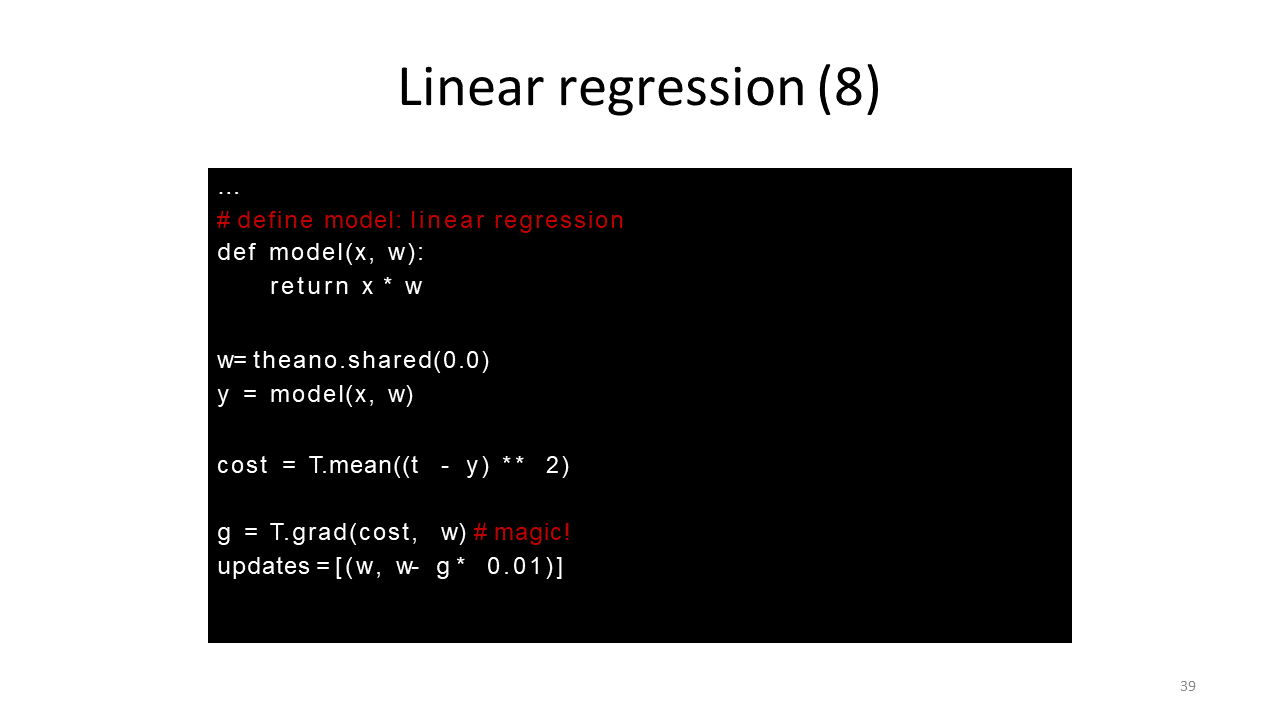 Linear regression (8)
...
# define model: linear regression
def model(x, w):
return x * w
w= theano.shared(0.0)
y = model(x, w)
cost = T.mean((t - y) ** 2)
g = T.grad(cost, w) # magic!
updates = [(w, w- g * 0.01)]
39